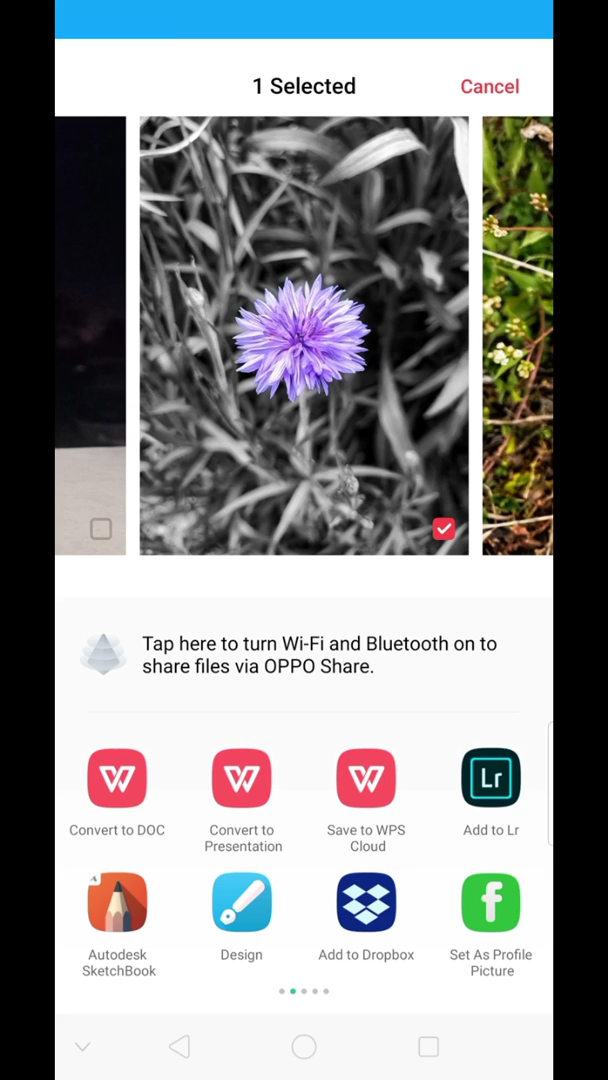 1 Selected
Cancel
Tap here to turn Wi-Fi and Bluetooth on to
share files via OPPO Share.
Convert to DOC
Convert to
Presentation
Save to WPS
Cloud
Lr
Add to Lr
Autodesk
SketchBook
Design
Add to Dropbox
Set As Profile
Picture